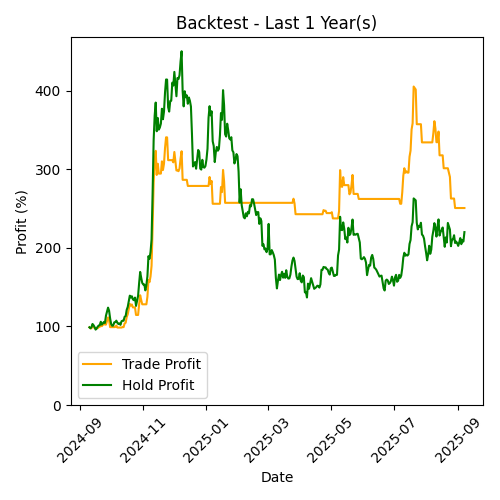 Backtest - Last 1 Year(s)
Profit (%)
400
300
200
100
0
Trade Profit
Hold Profit
2024-09
2024-11
2025-01
2025-03
2025-05
2025-07
2025-09
Date